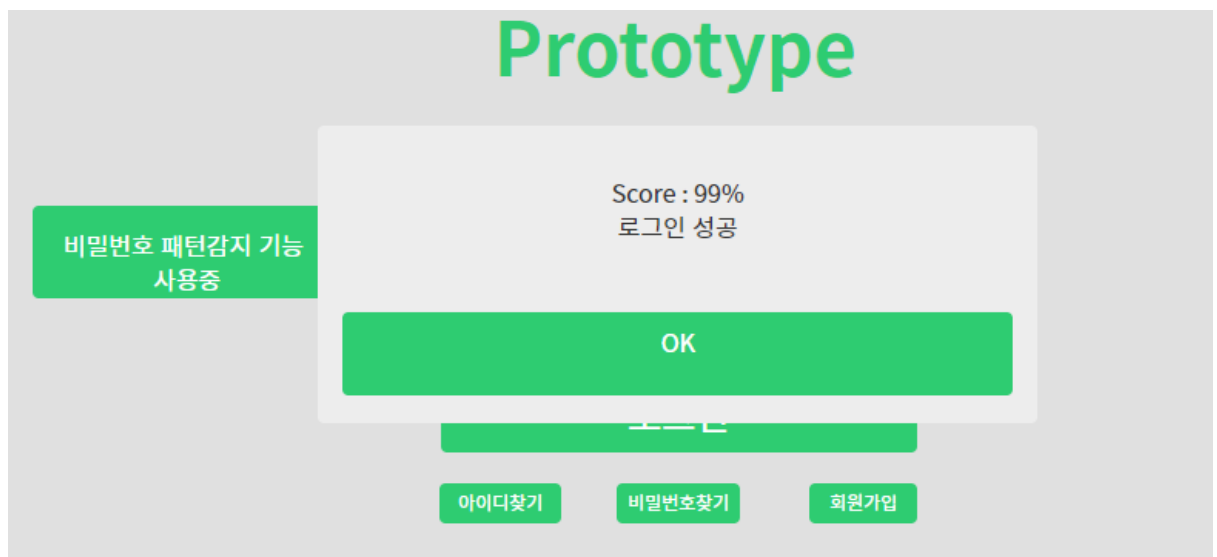 Prototype
Score : 99%
로그인 성공
비밀번호 패턴감지 기능
사용중
OK
아이디찾기 비밀번호찾기 회원가입